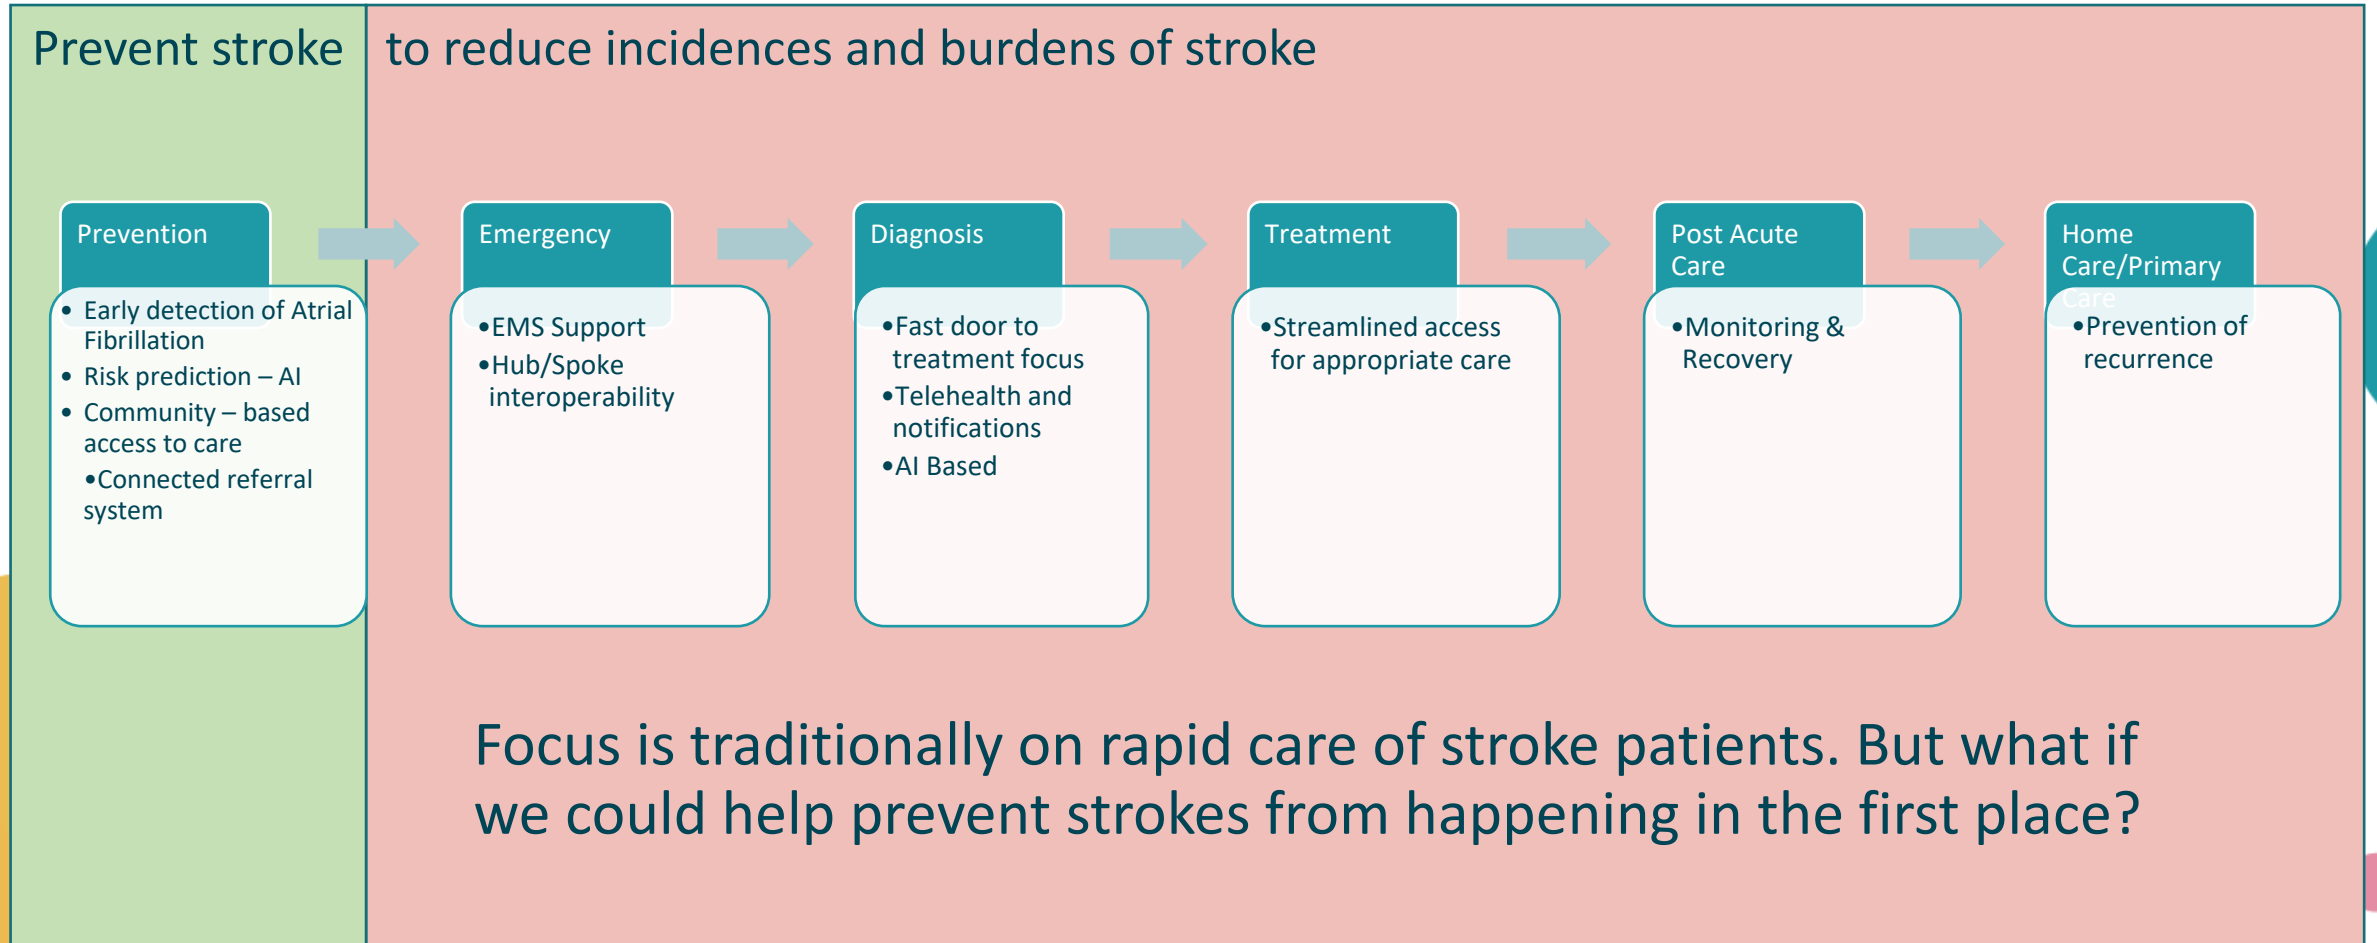 Prevent stroke to reduce incidences and burdens of stroke
Prevention
• Early detection of Atrial
Fibrillation
• Risk prediction – AI
• Community – based
access to care
•Connected referral
system
Emergency
•EMS Support
•Hub/Spoke
interoperability
Diagnosis
•Fast door to
treatment focus
•Telehealth and
notifications
•AI Based
Treatment
•Streamlined access
for appropriate care
Post Acute
Care
•Monitoring &
Recovery
Home
Care/Primary
Care
•Prevention of
recurrence
Focus is traditionally on rapid care of stroke patients. But what if
we could help prevent strokes from happening in the first place?